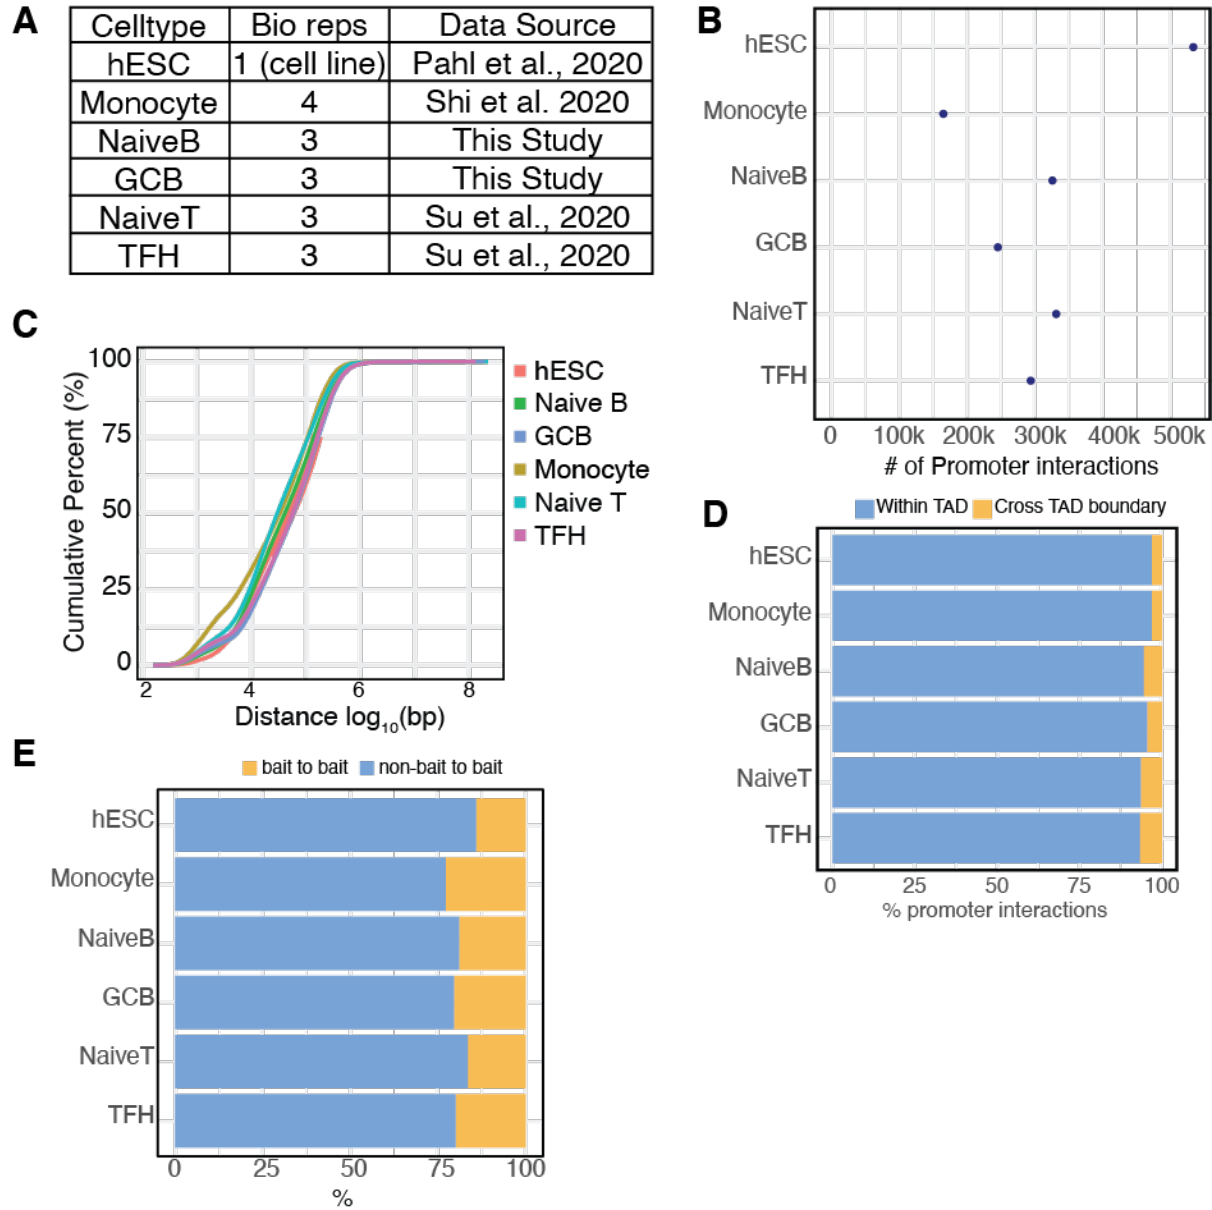 A
Celltype Bio reps Data Source
hESC 1 (cell line) Pahl et al., 2020
Monocyte 4 Shi et al. 2020
NaiveB 3 This Study
GCB 3 This Study
NaiveT 3 Su et al., 2020
TFH 3 Su et al., 2020
B
hESC
Monocyte
NaiveB
GCB
NaiveT
TFH
0 100k 200k 300k 400k 500k
# of Promoter interactions
C
Cumulative Percent (%)
100
75
50
25
0
2 4 6 8
Distance log10(bp)
hESC
Naive B
GCB
Monocyte
Naive T
TFH
D
Within TAD Cross TAD boundary
hESC
Monocyte
NaiveB
GCB
NaiveT
TFH
0 25 50 75 100
% promoter interactions
E
bait to bait non-bait to bait
hESC
Monocyte
NaiveB
GCB
NaiveT
TFH
0 25 50 75 100
%